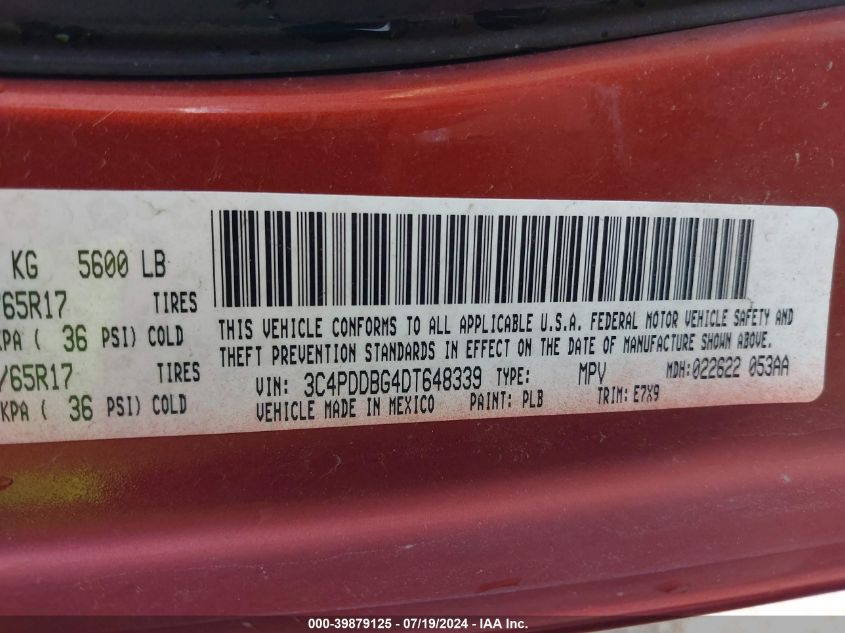 KG 5600 LB
65R17 TIRES
KPA ( 36 PSI) COLD
/65R17 TIRES
KPA ( 36 PSI) COLD
THIS VEHICLE CONFORMS TO ALL APPLICABLE U.S.A. FEDERAL MOTOR VEHICLE SAFETY AND
THEFT PREVENTION STANDARDS IN EFFECT ON THE DATE OF MANUFACTURE SHOWN ABOVE.
VIN: 3C4PDDBG4DT648339 TYPE: MPV MDH:022622 053AA
VEHICLE MADE IN MEXICO PAINT: PLB TRIM: E7X9
000-39879125 - 07/19/2024 - IAA Inc.